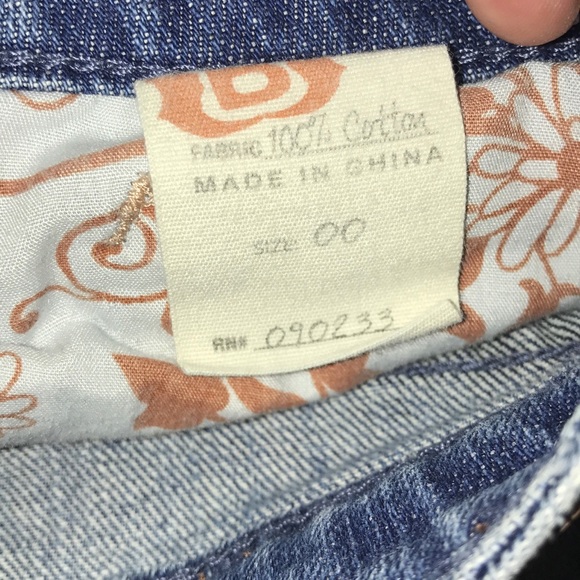 B
FABRIC 100% Cotton
MADE IN CHINA
SIZE: 00
RN# 090233